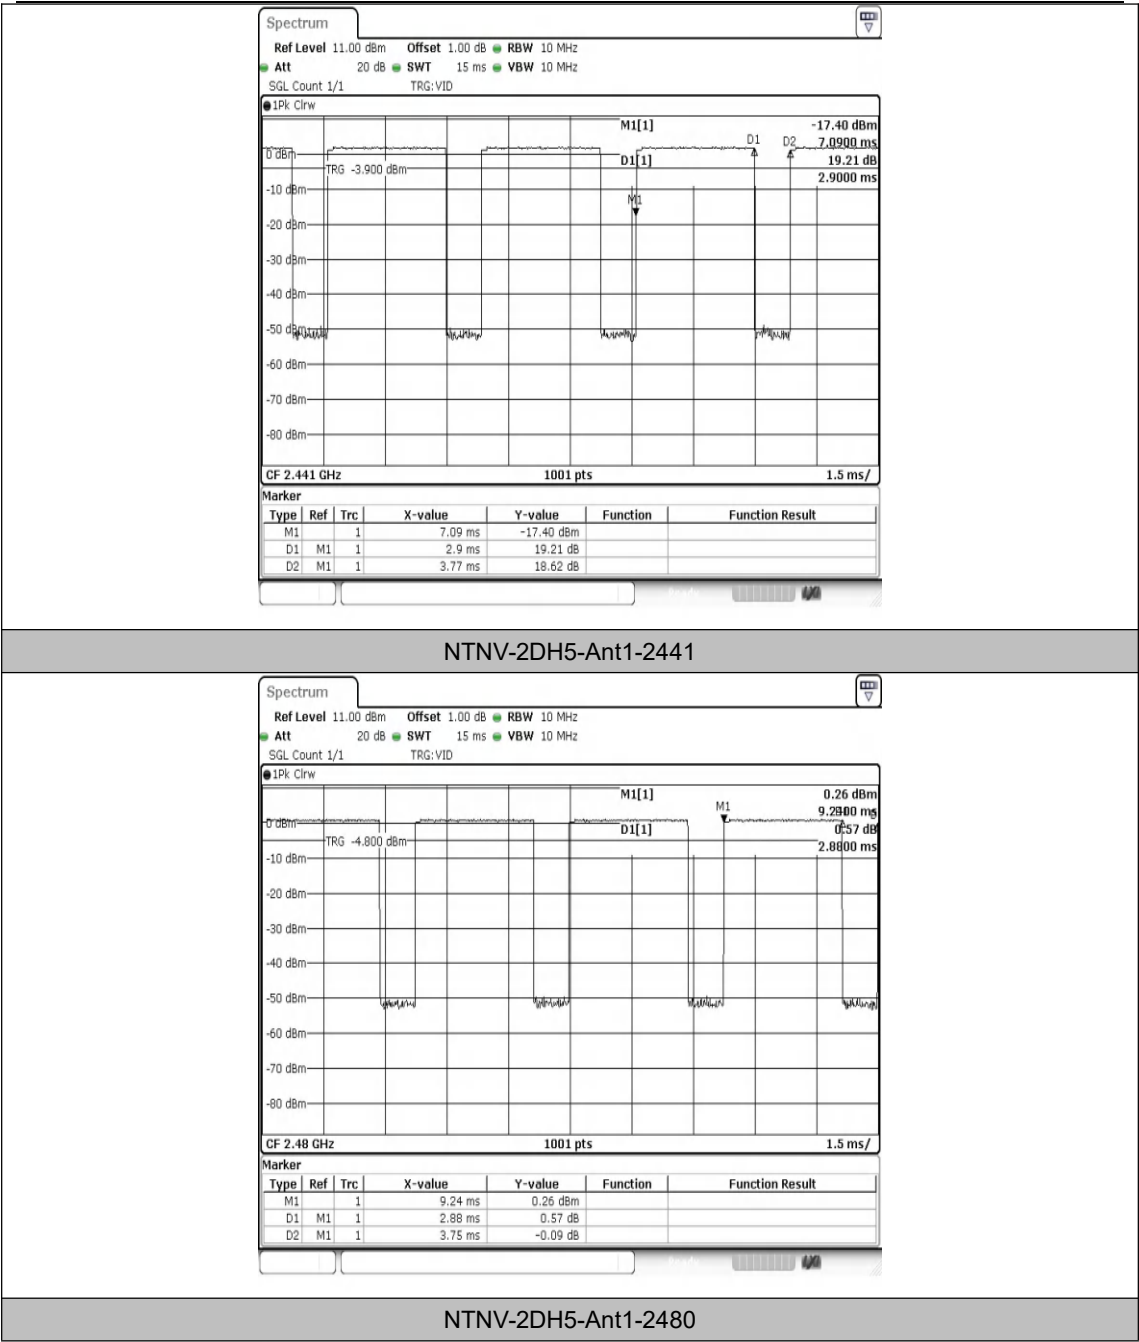 Spectrum
Ref Level 11.00 dBm Offset 1.00 dB RBW 10 MHz
Att 20 dB SWT 15 ms VBW 10 MHz
SGL Count 1/1 TRG:VID
1Pk Clrw
M1[1] -17.40 dBm
7.0900 ms
D1[1] 19.21 dB
2.9000 ms
D1
D2
M1
TRG -3.900 dBm
0 dBm
-10 dBm
-20 dBm
-30 dBm
-40 dBm
-50 dBm
-60 dBm
-70 dBm
-80 dBm
CF 2.441 GHz 1001 pts 1.5 ms/
Marker
Type Ref Trc X-value Y-value Function Function Result
M1 1 7.09 ms -17.40 dBm
D1 M1 1 2.9 ms 19.21 dB
D2 M1 1 3.77 ms 18.62 dB
NTNV-2DH5-Ant1-2441
Spectrum
Ref Level 11.00 dBm Offset 1.00 dB RBW 10 MHz
Att 20 dB SWT 15 ms VBW 10 MHz
SGL Count 1/1 TRG:VID
1Pk Clrw
M1[1] 0.26 dBm
M1
D1[1] 0.57 dB
2.8800 ms
0 dBm
TRG -4.800 dBm
-10 dBm
-20 dBm
-30 dBm
-40 dBm
-50 dBm
-60 dBm
-70 dBm
-80 dBm
CF 2.48 GHz 1001 pts 1.5 ms/
Marker
Type Ref Trc X-value Y-value Function Function Result
M1 1 9.24 ms 0.26 dBm
D1 M1 1 2.88 ms 0.57 dB
D2 M1 1 3.75 ms -0.09 dB
NTNV-2DH5-Ant1-2480